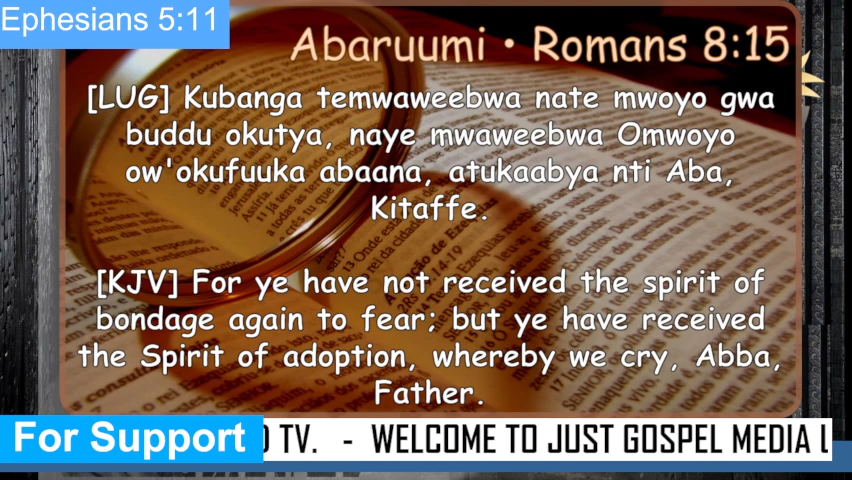 Ephesians 5:11
Abaruumi • Romans 8:15
[LUG] Kubanga temwaweebwa nate mwoyo gwa
buddu okutya, naye mwaweebwa Omwoyo
ow'okufuuka abaana, atukaabya nti Aba,
Kitaffe.
[KJV] For ye have not received the spirit of
bondage again to fear; but ye have received
the Spirit of adoption, whereby we cry, Abba,
Father.
For Support
TV. - WELCOME TO JUST GOSPEL MEDIA